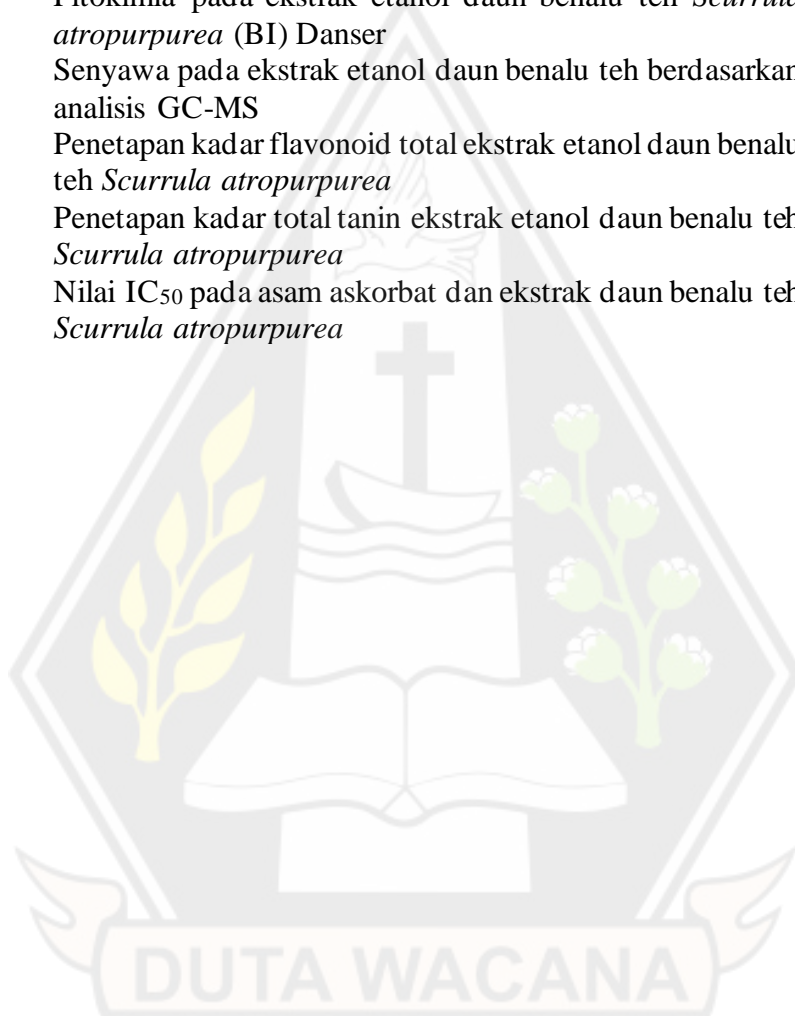 Fitokimia pada ekstrak etanol daun benalu teh Scurrula
atropurpurea (BI) Danser
Senyawa pada ekstrak etanol daun benalu teh berdasarkan
analisis GC-MS
Penetapan kadar flavonoid total ekstrak etanol daun benalu
teh Scurrula atropurpurea
Penetapan kadar total tanin ekstrak etanol daun benalu teh
Scurrula atropurpurea
Nilai IC50 pada asam askorbat dan ekstrak daun benalu teh
Scurrula atropurpurea
DUTA WACANA